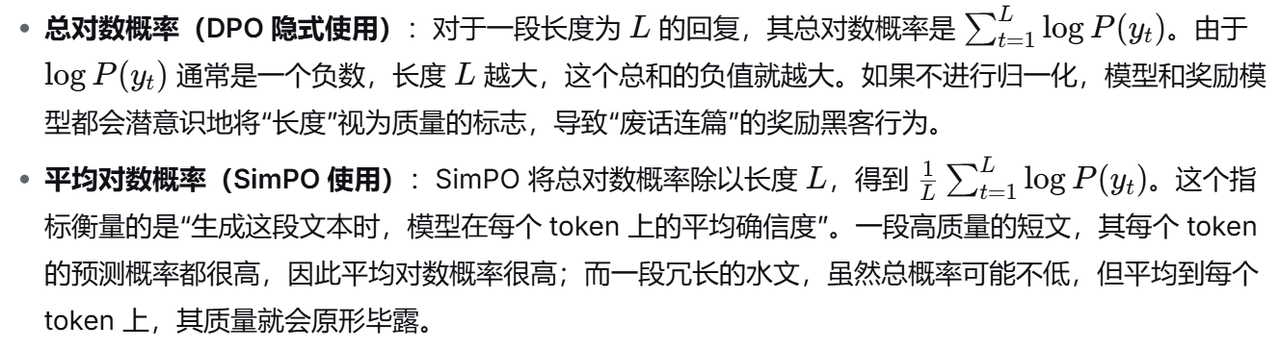 • 总对数概率（DPO 隐式使用）：对于一段长度为 $L$ 的回复，其总对数概率是 $\sum_{t=1}^{L} \log P(y_t)$。由于
$\log P(y_t)$ 通常是一个负数，长度 $L$ 越大，这个总和的负值就越大。如果不进行归一化，模型和奖励模
型都会潜意识地将“长度”视为质量的标志，导致“废话连篇”的奖励黑客行为。
• 平均对数概率（SimPO 使用）：SimPO 将总对数概率除以长度 $L$，得到 $\frac{1}{L} \sum_{t=1}^{L} \log P(y_t)$。这个指
标衡量的是“生成这段文本时，模型在每个 token 上的平均确信度”。一段高质量的短文，其每个 token
的预测概率都很高，因此平均对数概率很高；而一段冗长的水文，虽然总概率可能不低，但平均到每个
token 上，其质量就会原形毕露。